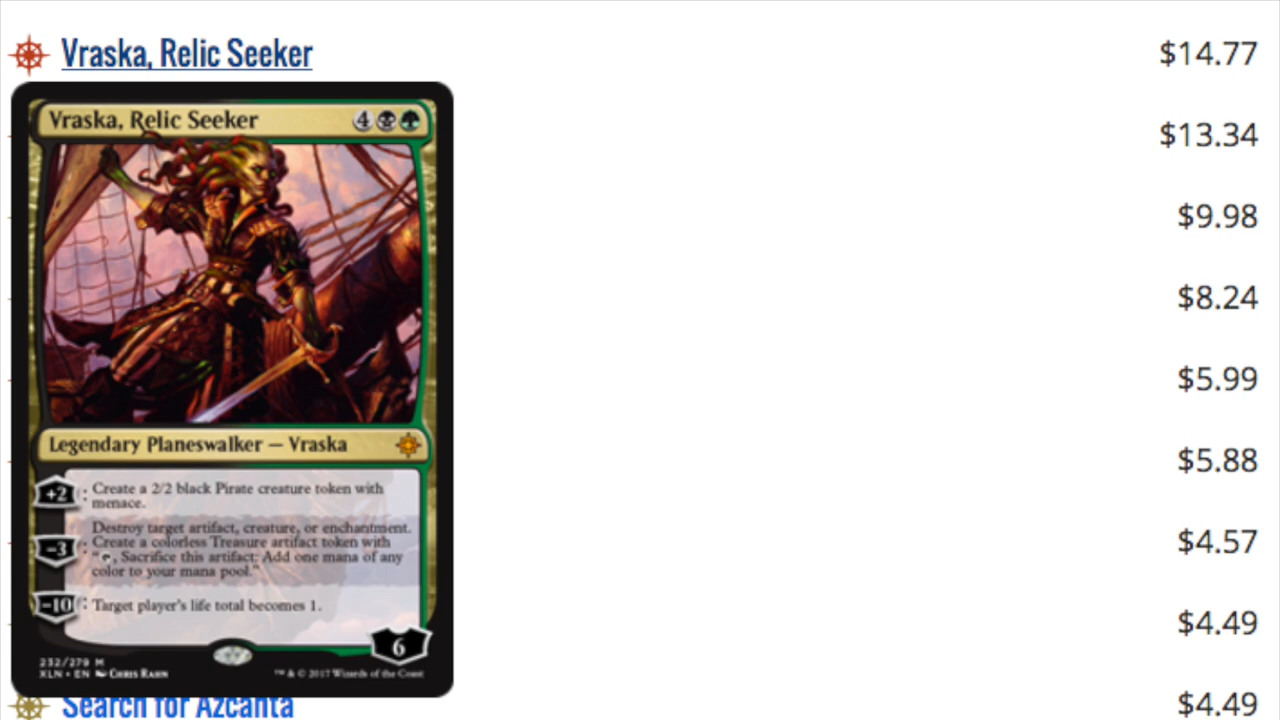 Vraska, Relic Seeker $14.77
Vraska, Relic Seeker 4
$13.34
$9.98
$8.24
$5.99
Legendary Planeswalker — Vraska
$5.88
+2: Create a 2/2 black Pirate creature token with
menace.
Destroy target artifact, creature, or enchantment.
-3: Create a colorless Treasure artifact token with
", Sacrifice this artifact: Add one mana of any
color to your mana pool."
$4.57
-10: Target player's life total becomes 1.
$4.49
6
232/279 M
XLN • EN Chris Rahn
™ & © 2017 Wizards of the Coast
Search for Azcanta $4.49